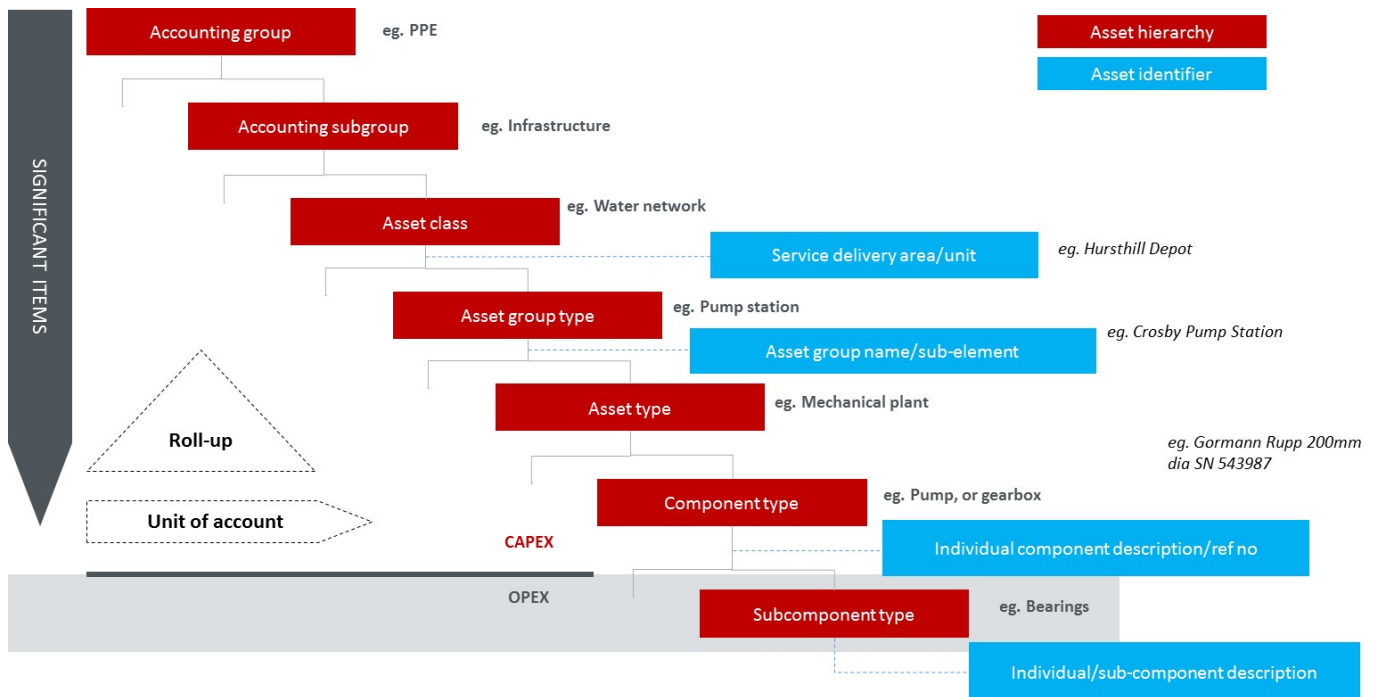 Accounting group
eg. PPE
Asset hierarchy
Asset identifier
Accounting subgroup
eg. Infrastructure
SIGNIFICANT ITEMS
Asset class
eg. Water network
Service delivery area/unit
eg. Hursthill Depot
Asset group type
eg. Pump station
Asset group name/sub-element
eg. Crosby Pump Station
Asset type
eg. Mechanical plant
Roll-up
eg. Gormann Rupp 200mm
dia SN 543987
Component type
eg. Pump, or gearbox
Unit of account
CAPEX
Individual component description/ref no
OPEX
Subcomponent type
eg. Bearings
Individual/sub-component description